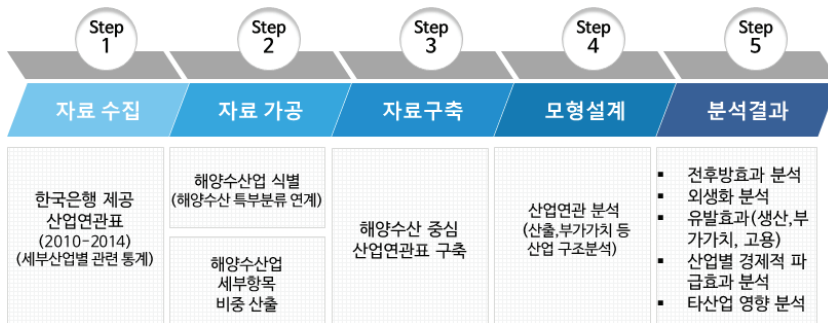 Step
1
Step
2
Step
3
Step
4
Step
5
자료 수집
자료 가공
자료구축
모형설계
분석결과
한국은행 제공
산업연관표
(2010-2014)
(세부산업별 관련 통계)
해양수산업 식별
(해양수산 특부분류 연계)
해양수산업
세부항목
비중 산출
해양수산 중심
산업연관표 구축
산업연관 분석
(산출,부가가치 등
산업 구조분석)
▪ 전후방효과 분석
▪ 외생화 분석
▪ 유발효과(생산,부
가가치, 고용)
▪ 산업별 경제적 파
급효과 분석
▪ 타산업 영향 분석